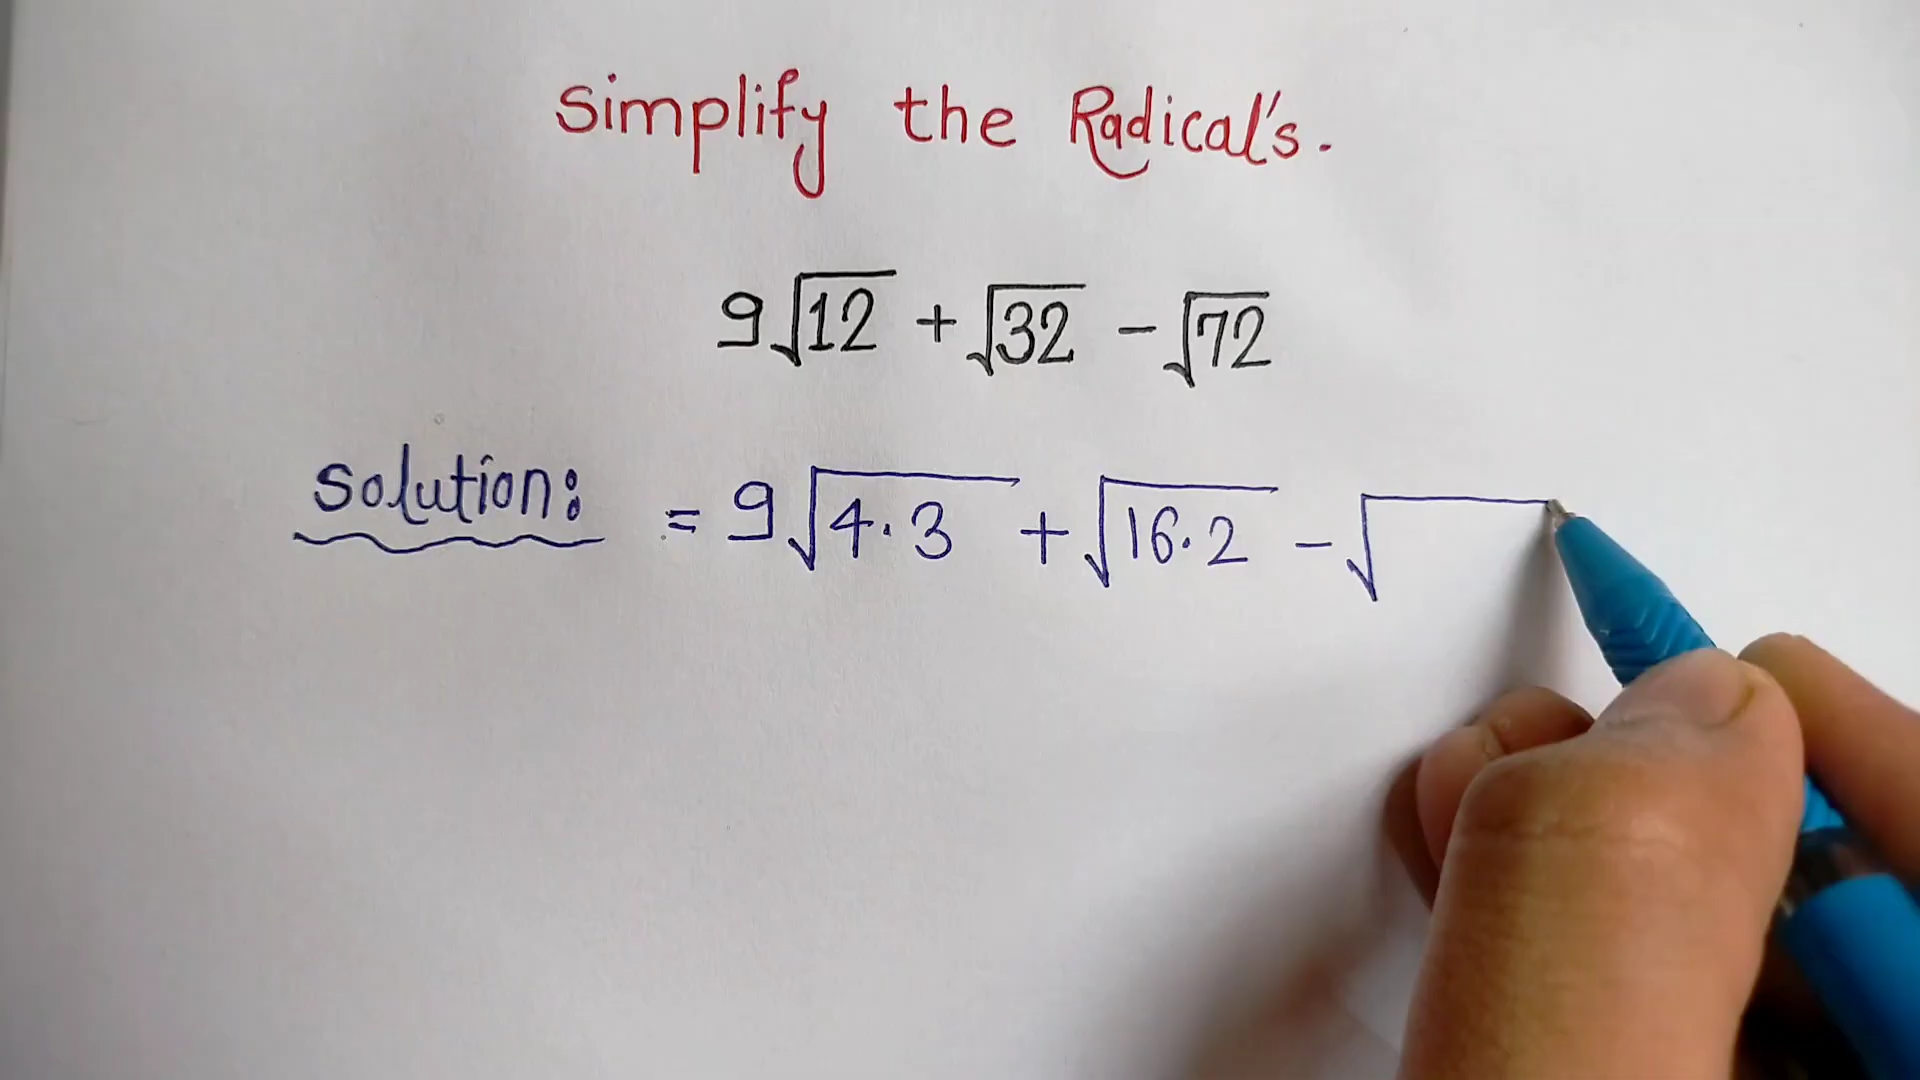 Simplify the Radical's.
9√12 + √32 - √72
Solution: = 9√4·3 + √16·2 - √